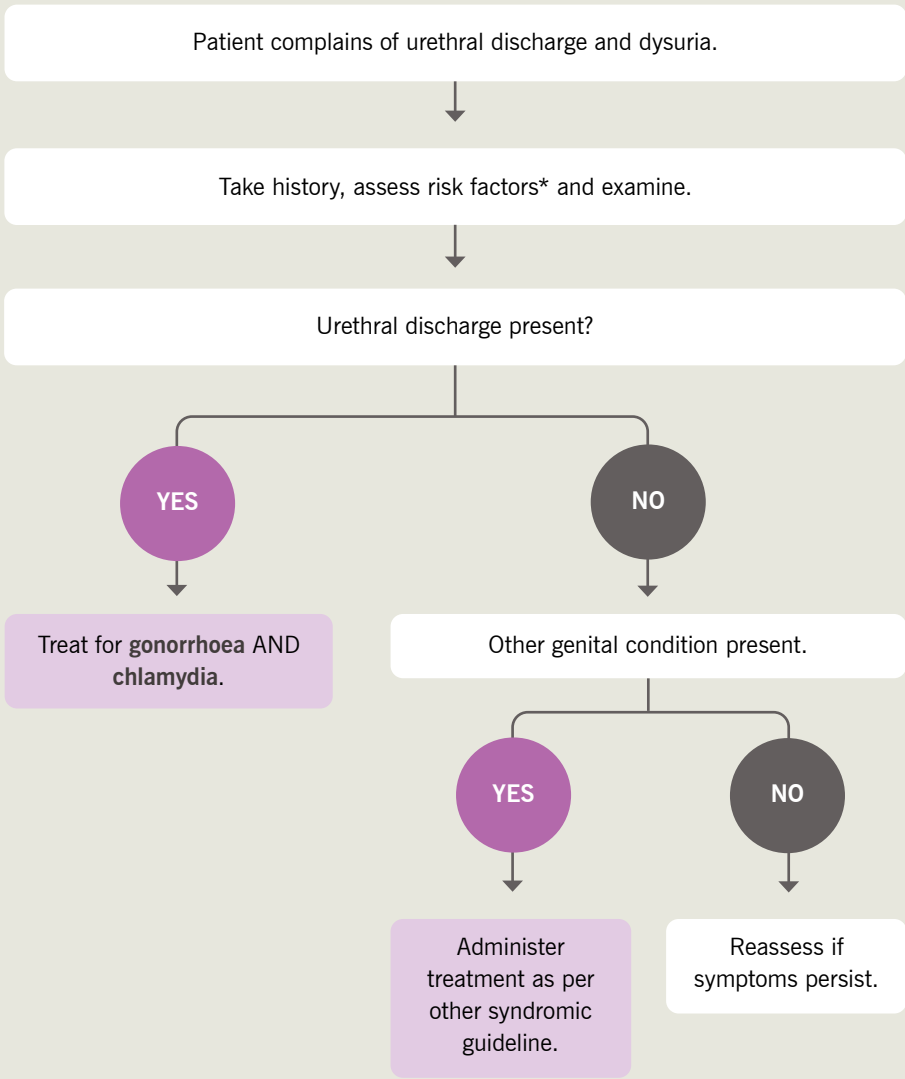 Patient complains of urethral discharge and dysuria.
Take history, assess risk factors* and examine.
Urethral discharge present?
YES
NO
Treat for gonorrhoea AND
chlamydia.
Other genital condition present.
YES
NO
Administer
treatment as per
other syndromic
guideline.
Reassess if
symptoms persist.